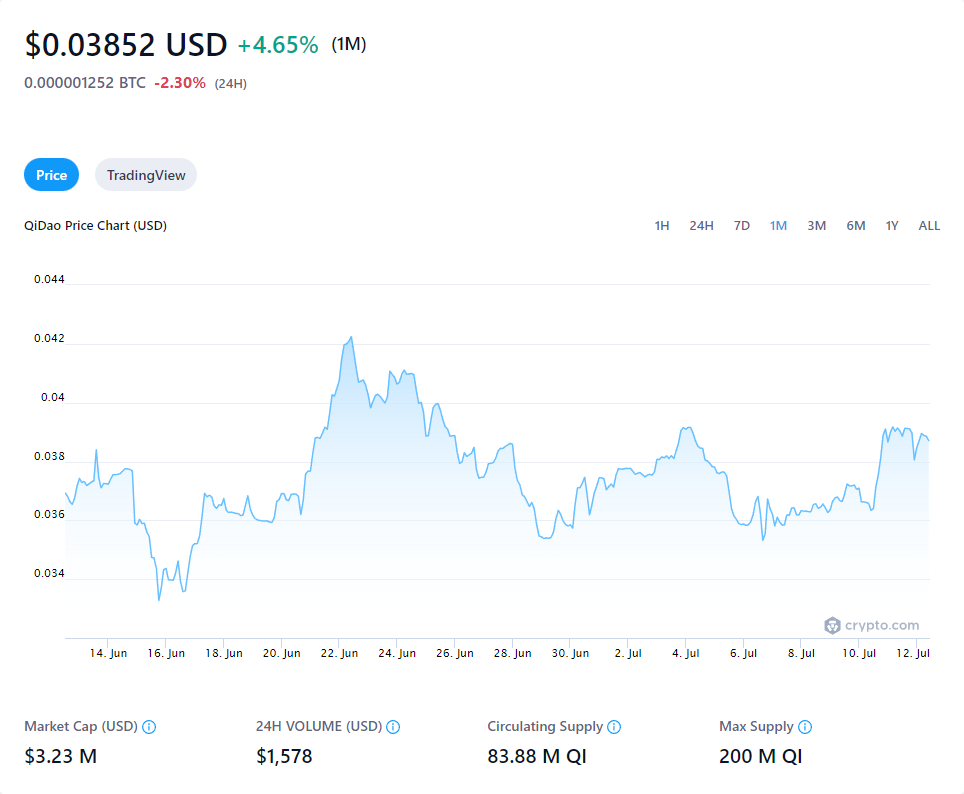 $0.03852 USD +4.65% (1M)
0.000001252 BTC -2.30% (24H)
Price TradingView
QiDao Price Chart (USD) 1H 24H 7D 1M 3M 6M 1Y ALL
0.044
0.042
0.04
0.038
0.036
0.034
crypto.com
14. Jun 16. Jun 18. Jun 20. Jun 22. Jun 24. Jun 26. Jun 28. Jun 30. Jun 2. Jul 4. Jul 6. Jul 8. Jul 10. Jul 12. Jul
Market Cap (USD) 24H VOLUME (USD) Circulating Supply Max Supply
$3.23 M $1,578 83.88 M QI 200 M QI